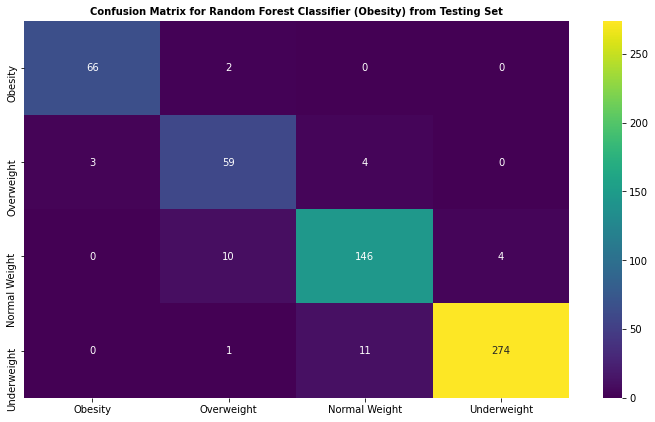 Confusion Matrix for Random Forest Classifier (Obesity) from Testing Set
Obesity
66 2 0 0
Overweight
3 59 4 0
Normal Weight
0 10 146 4
Underweight
0 1 11 274
Obesity Overweight Normal Weight Underweight
250
200
150
100
50
0